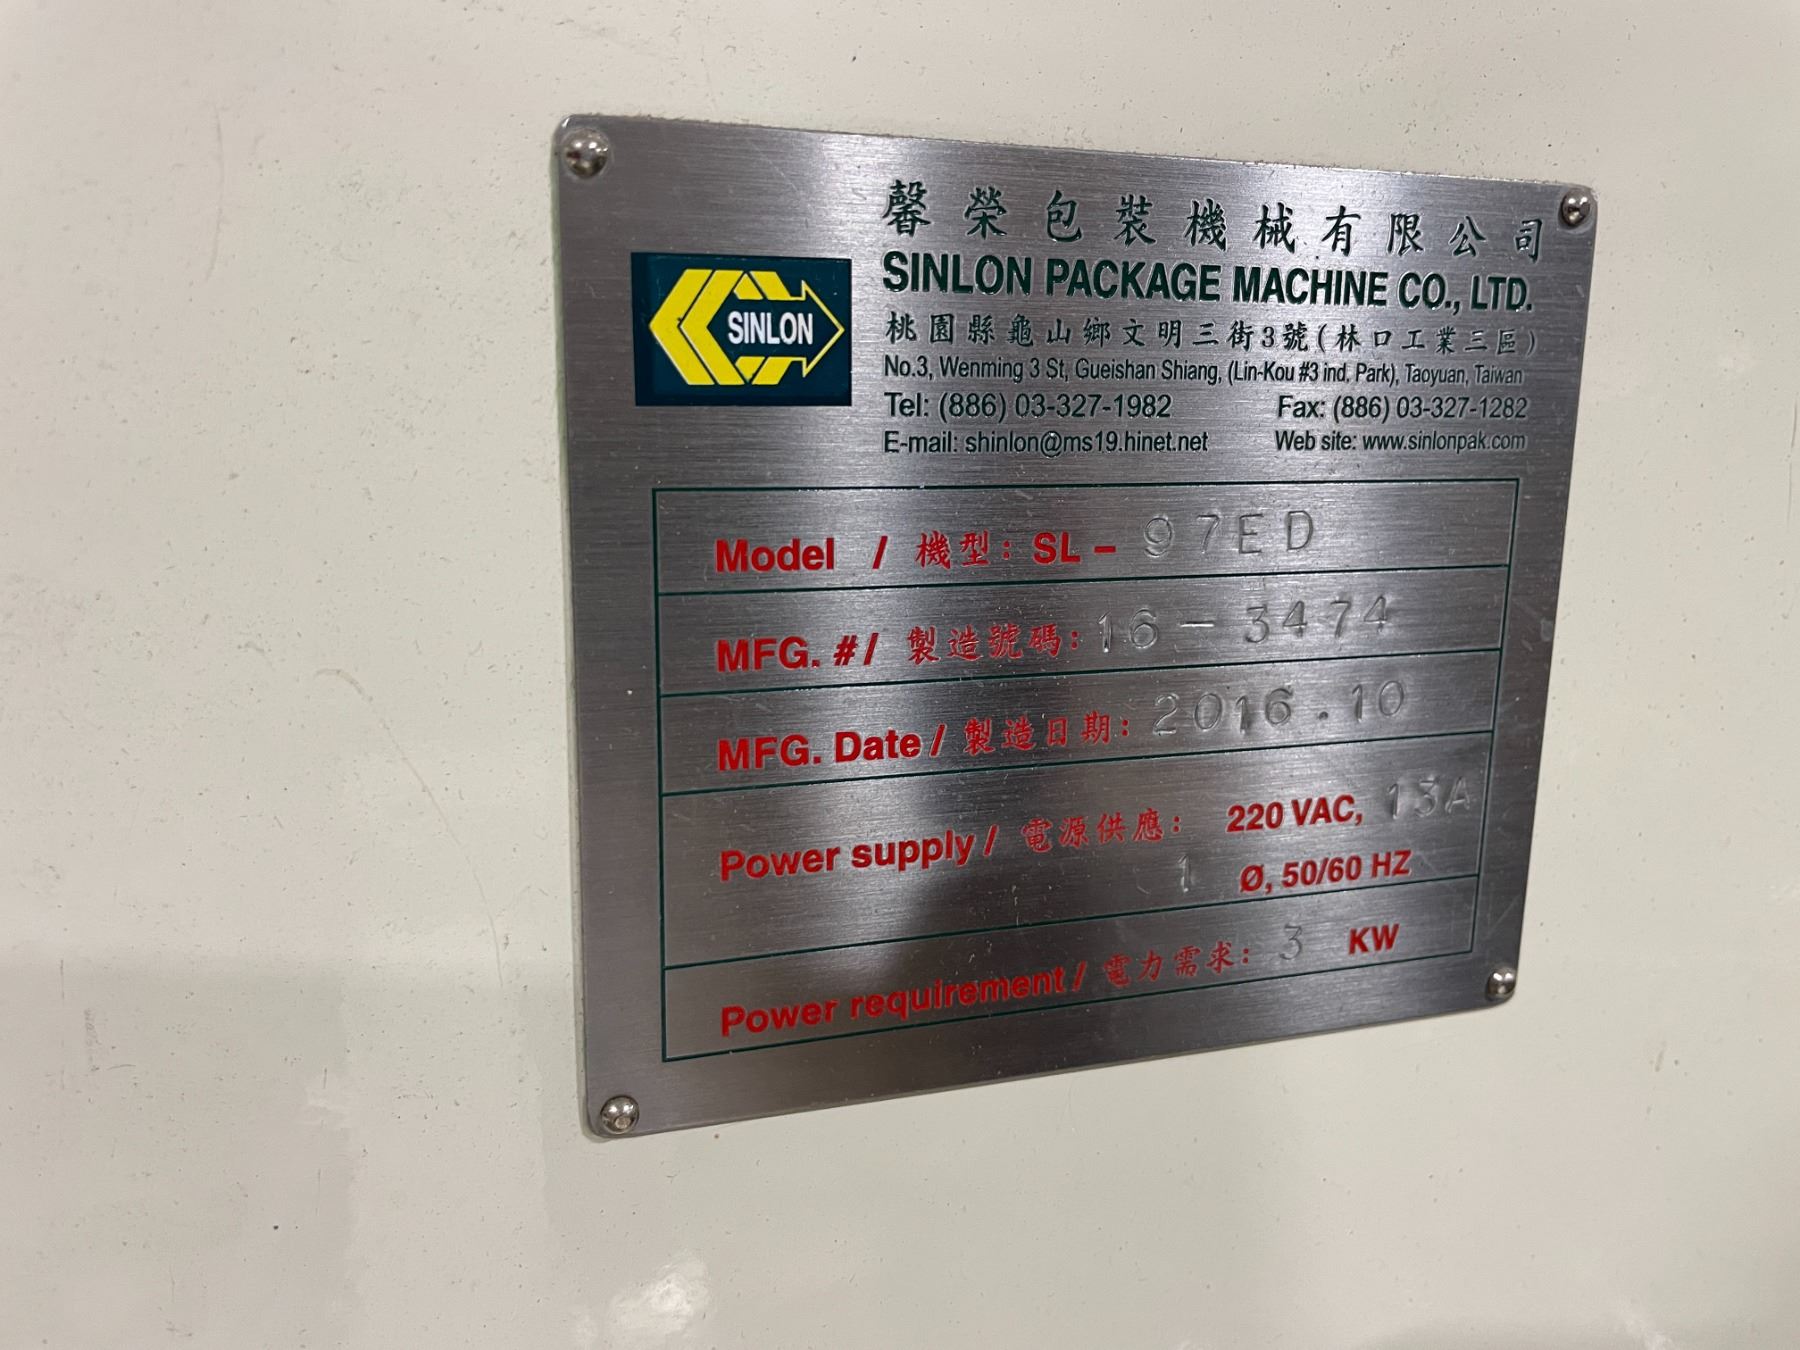 馨榮包裝機械有限公司
SINLON
SINLON PACKAGE MACHINE CO., LTD.
桃園縣龜山鄉文明三街3號(林口工業三區)
No.3, Wenming 3 St, Gueishan Shiang, (Lin-Kou #3 ind, Park), Taoyuan, Taiwan
Tel: (886) 03-327-1982 Fax: (886) 03-327-1282
E-mail: shinlon@ms19.hinet.net Web site: www.sinlonpak.com
Model / 機型: SL - 97ED
MFG. # / 製造號碼: 16-3474
MFG. Date / 製造日期: 2016.10
Power supply / 電源供應: 220 VAC, 13A
1 Ø, 50/60 HZ
Power requirement / 電力需求: 3 KW